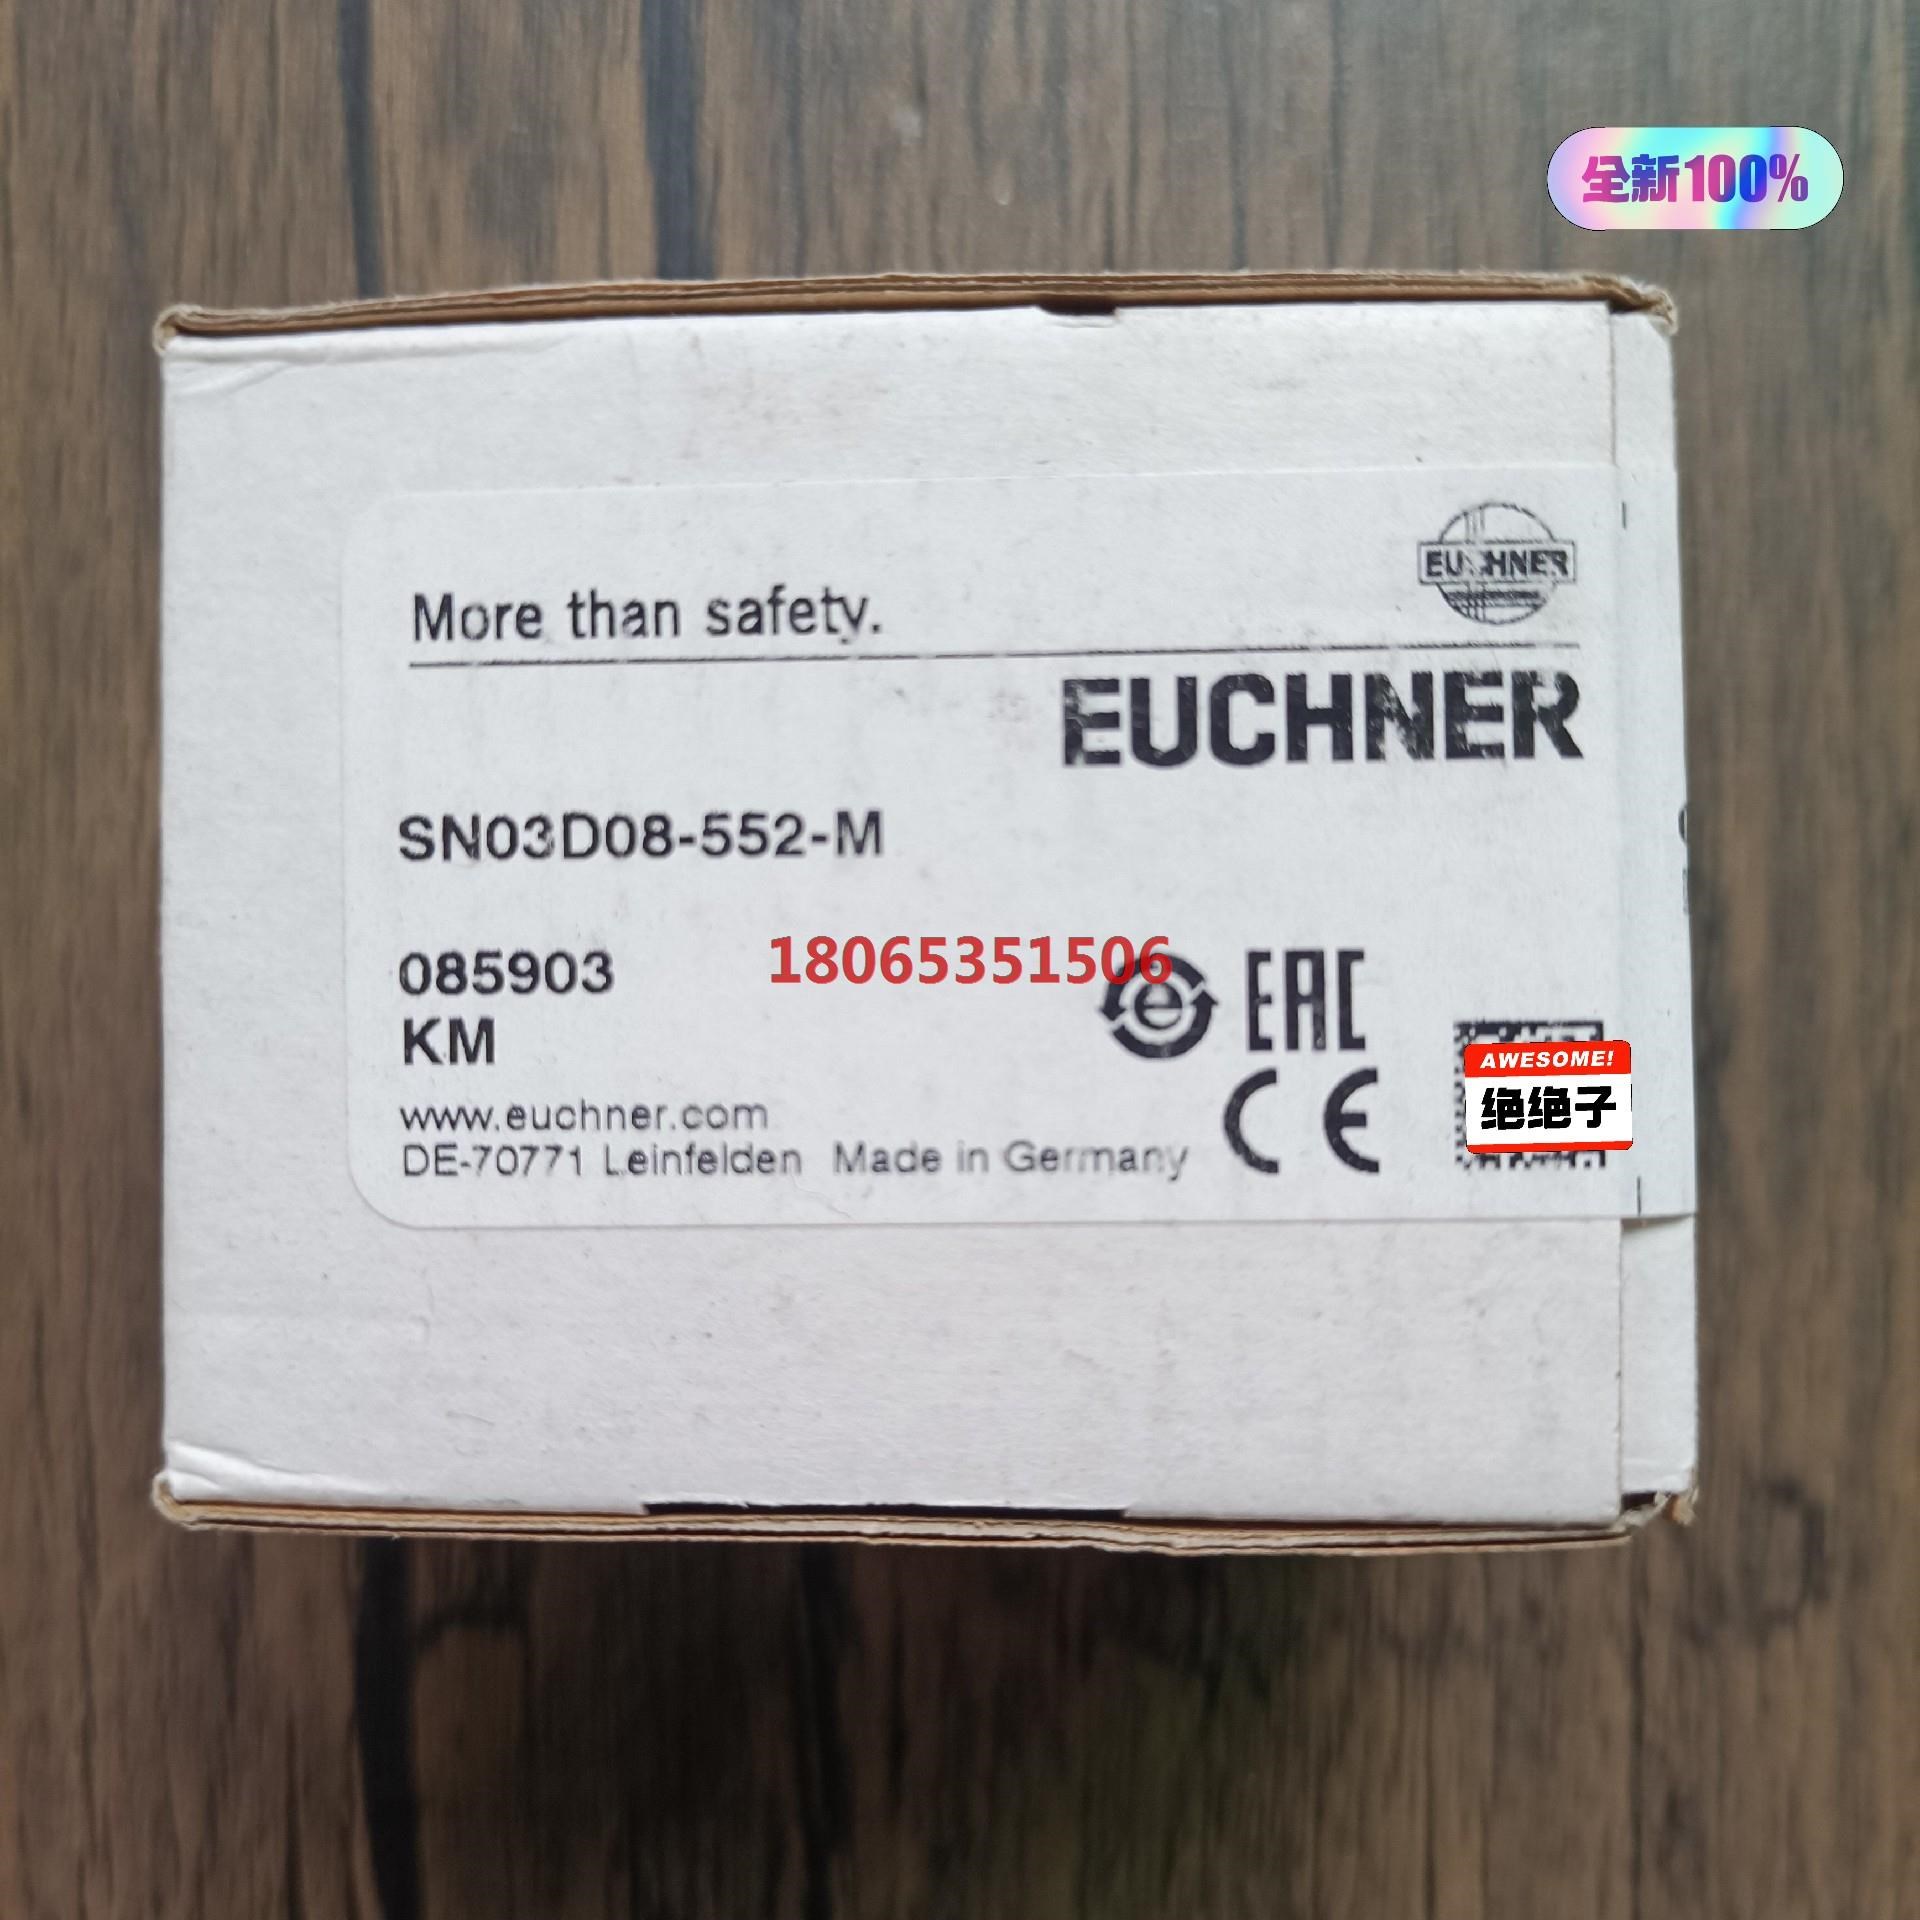 全新100%
EUCHNER
More than safety.
EUCHNER
SN03D08-552-M
085903
18065351506
e
EAC
KM
AWESOME!
绝绝子
CE
www.euchner.com
DE-70771 Leinfelden Made in Germany